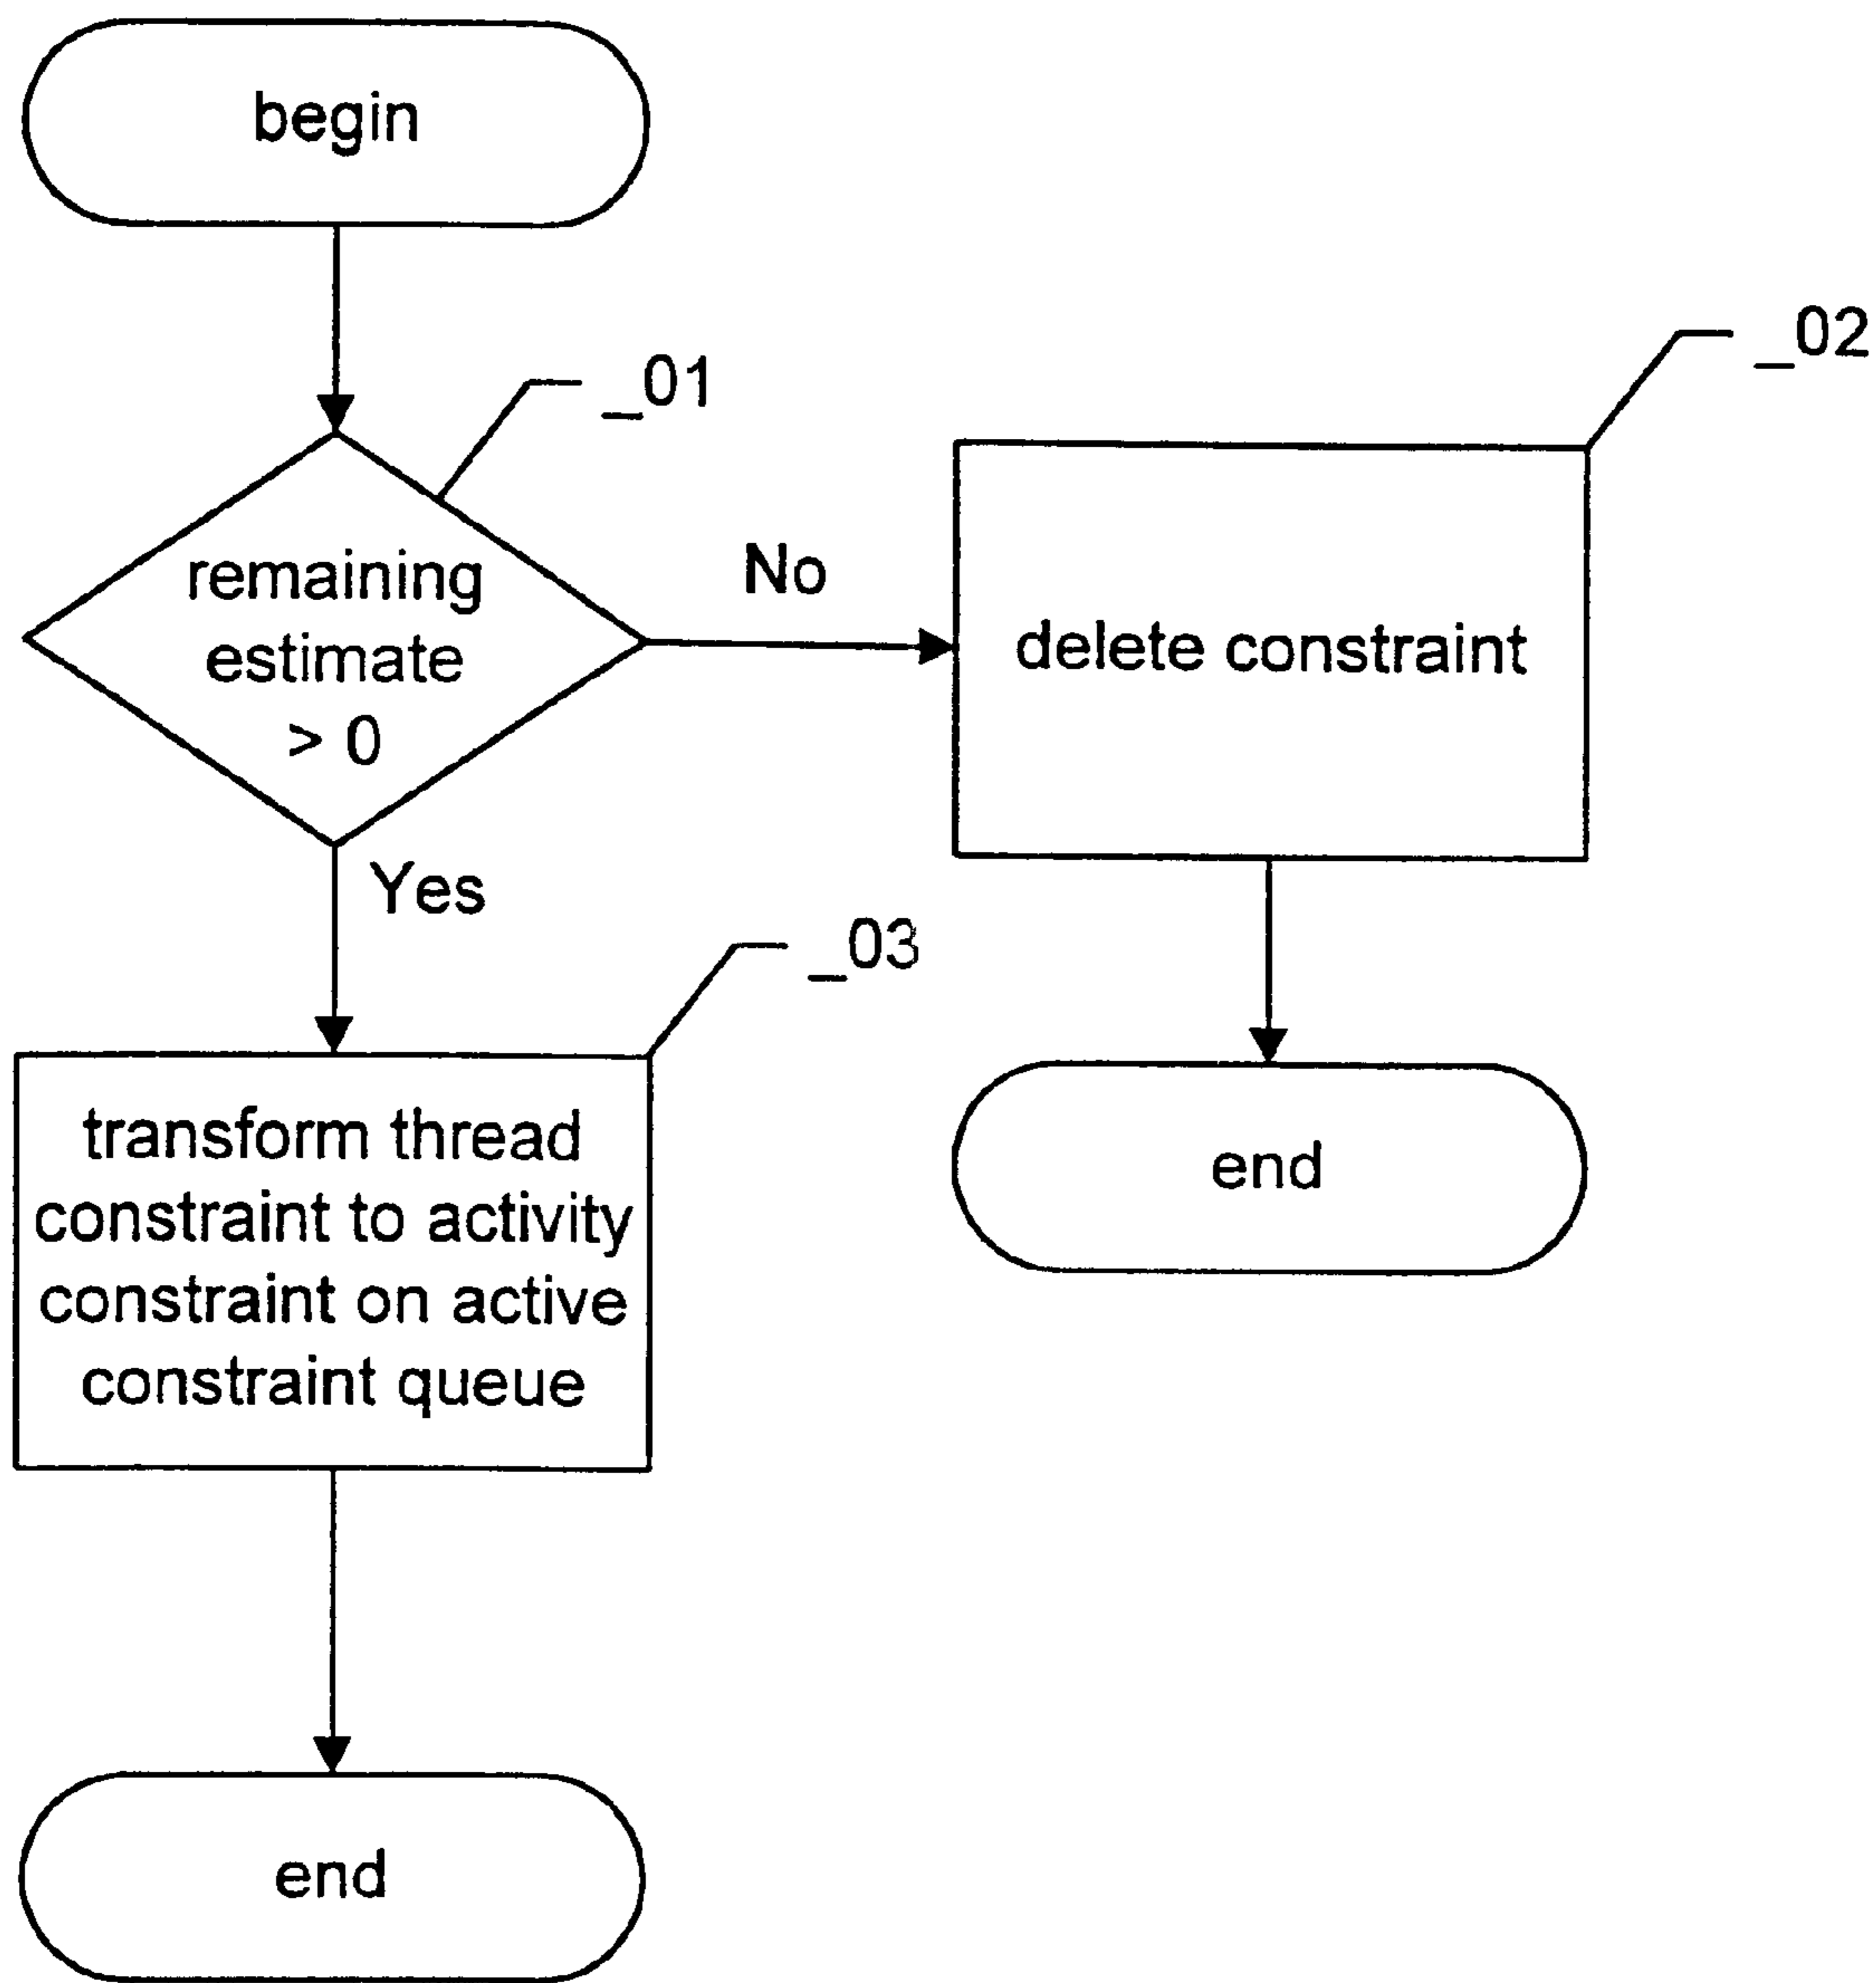 begin
_01
_02
remaining
estimate
> 0
No
delete constraint
Yes
_03
transform thread
constraint to activity
constraint on active
constraint queue
end
end